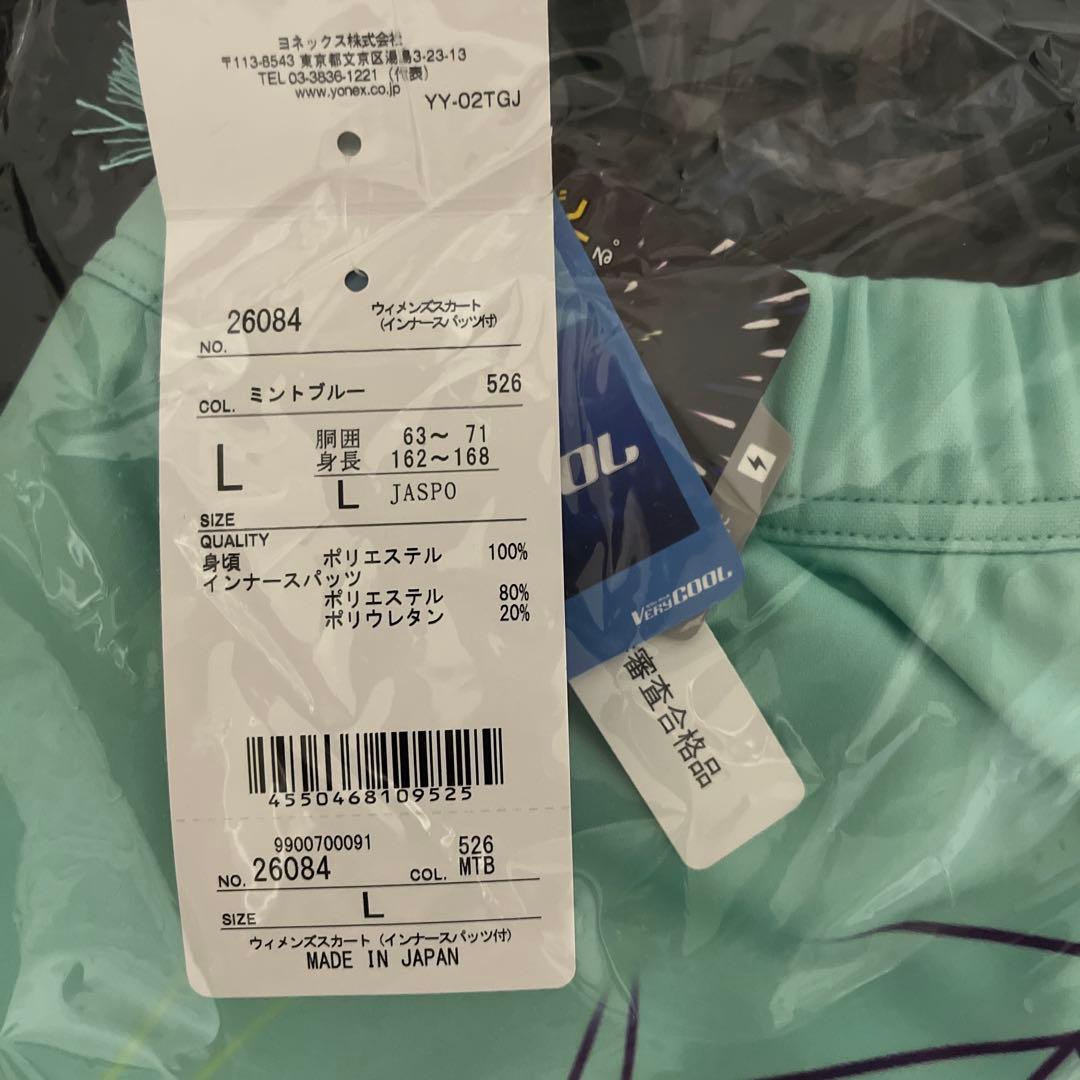 ヨネックス株式会社
〒113-8543 東京都文京区湯島3-23-13
TEL 03-3836-1221 (代表)
www.yonex.co.jp
YY-02TGJ
NO. 26084 ウィメンズスカート
(インナースパッツ付)
COL. ミントブルー 526
L 胴囲 63～ 71
身長 162～168
L JASPO
SIZE
QUALITY
身頃 ポリエステル 100%
インナースパッツ
ポリエステル 80%
ポリウレタン 20%
4550468109525
9900700091 526
NO. 26084 COL. MTB
SIZE L
ウィメンズスカート (インナースパッツ付)
MADE IN JAPAN
OOL
VERYCOOL
審査合格品